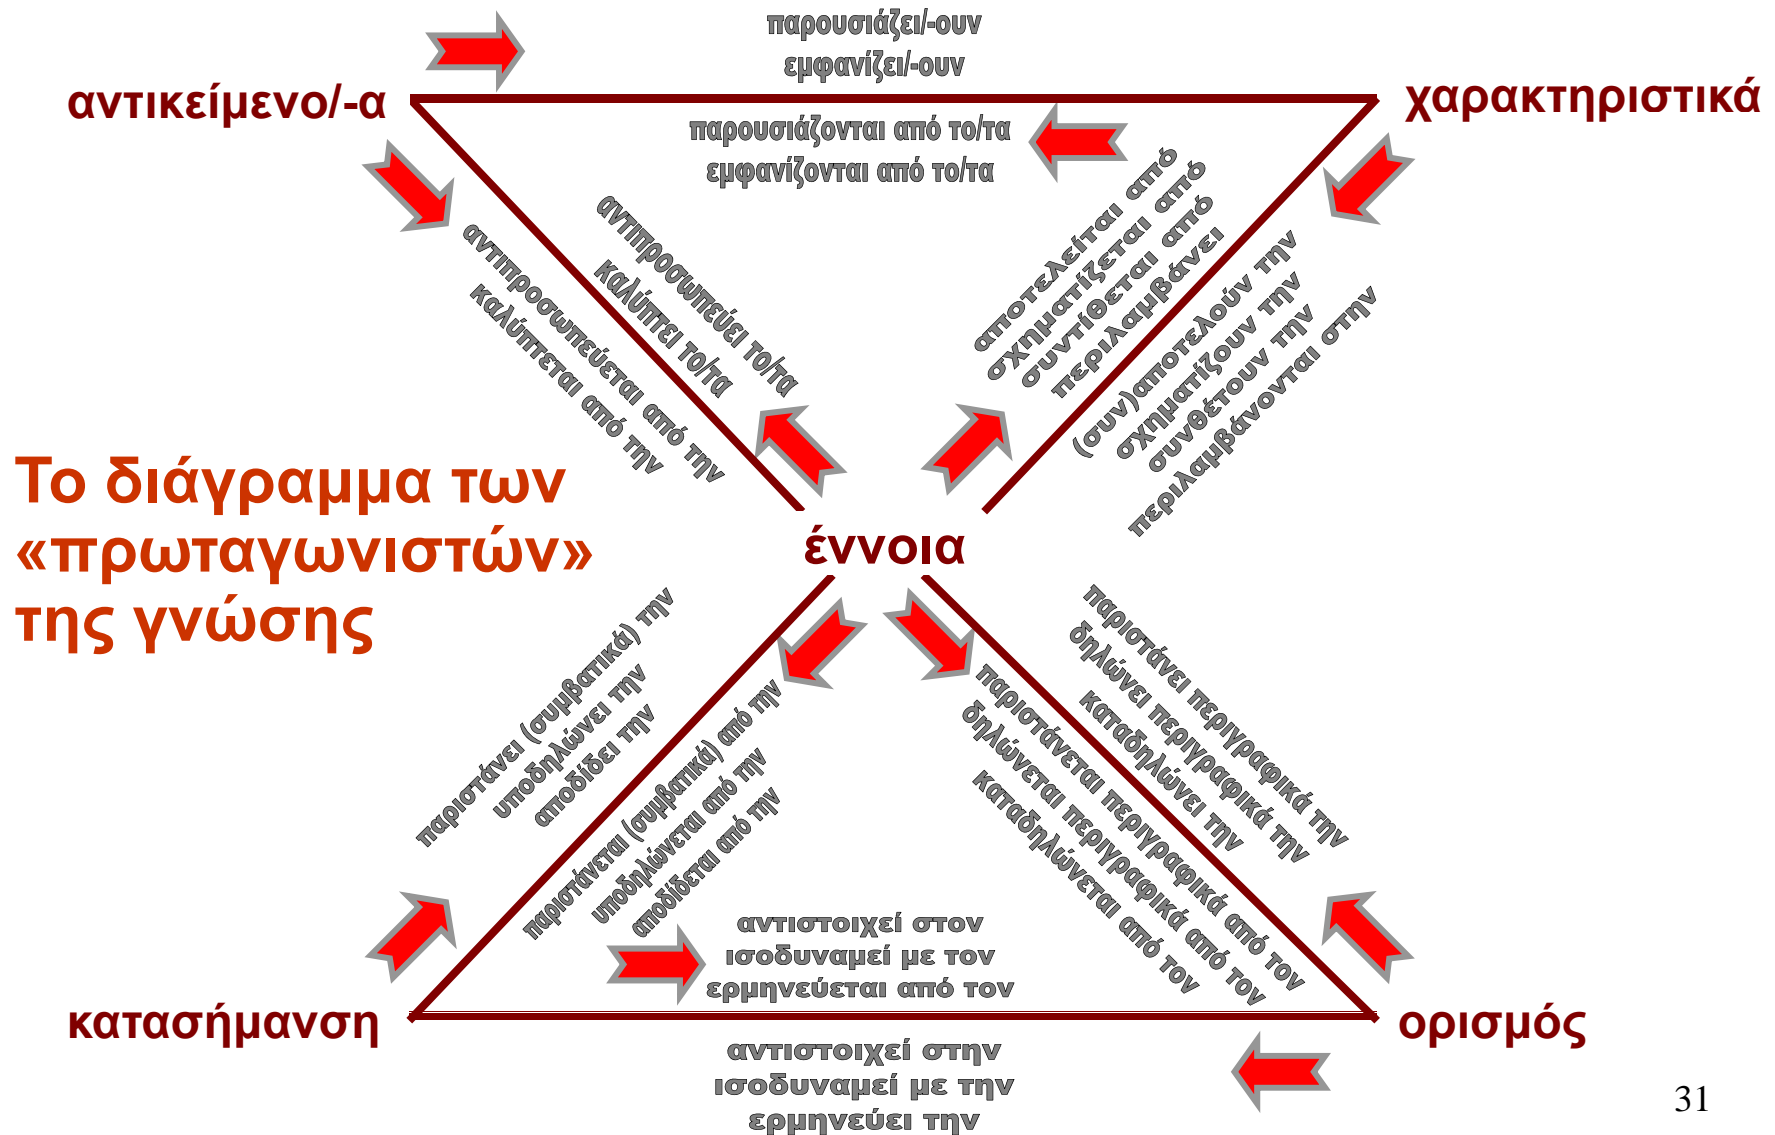 παρουσιάζει/-ουν
εμφανίζει/-ουν
αντικείμενο/-α
χαρακτηριστικά
παρουσιάζονται από το/τα
εμφανίζονται από το/τα
αντιπροσωπεύεται από την
καλύπτεται από την
αντιπροσωπεύει το/τα
καλύπτει το/τα
αποτελείται από
σχηματίζεται από
συντίθεται από
περιλαμβάνει
(συν)αποτελούν την
σχηματίζουν την
συνθέτουν την
περιλαμβάνονται στην
Το διάγραμμα των
«πρωταγωνιστών»
της γνώσης
έννοια
παριστάνει (συμβατικά) την
υποδηλώνει την
αποδίδει την
παριστάνεται (συμβατικά) από την
υποδηλώνεται από την
αποδίδεται από την
παριστάνει περιγραφικά την
δηλώνει περιγραφικά την
καταδηλώνει την
παριστάνεται περιγραφικά από τον
δηλώνεται περιγραφικά από τον
καταδηλώνεται από τον
αντιστοιχεί στον
ισοδυναμεί με τον
ερμηνεύεται από τον
κατασήμανση
ορισμός
αντιστοιχεί στην
ισοδυναμεί με την
ερμηνεύει την
31